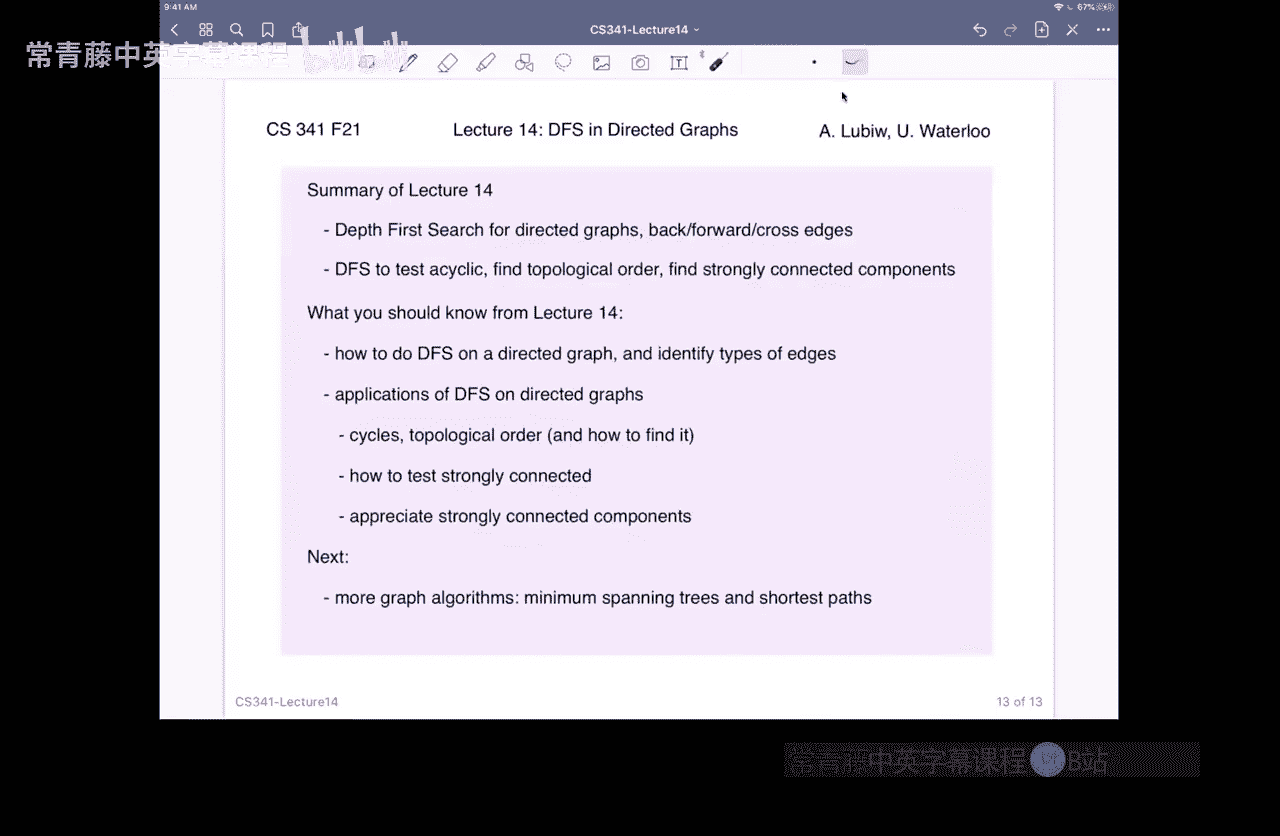 9:41 AM
67%
CS341-Lecture14
常青藤中英字幕课程
CS 341 F21
Lecture 14: DFS in Directed Graphs
A. Lubiw, U. Waterloo
Summary of Lecture 14
- Depth First Search for directed graphs, back/forward/cross edges
- DFS to test acyclic, find topological order, find strongly connected components
What you should know from Lecture 14:
- how to do DFS on a directed graph, and identify types of edges
- applications of DFS on directed graphs
- cycles, topological order (and how to find it)
- how to test strongly connected
- appreciate strongly connected components
Next:
- more graph algorithms: minimum spanning trees and shortest paths
CS341-Lecture14
13 of 13
常青藤中英字幕课程
B站